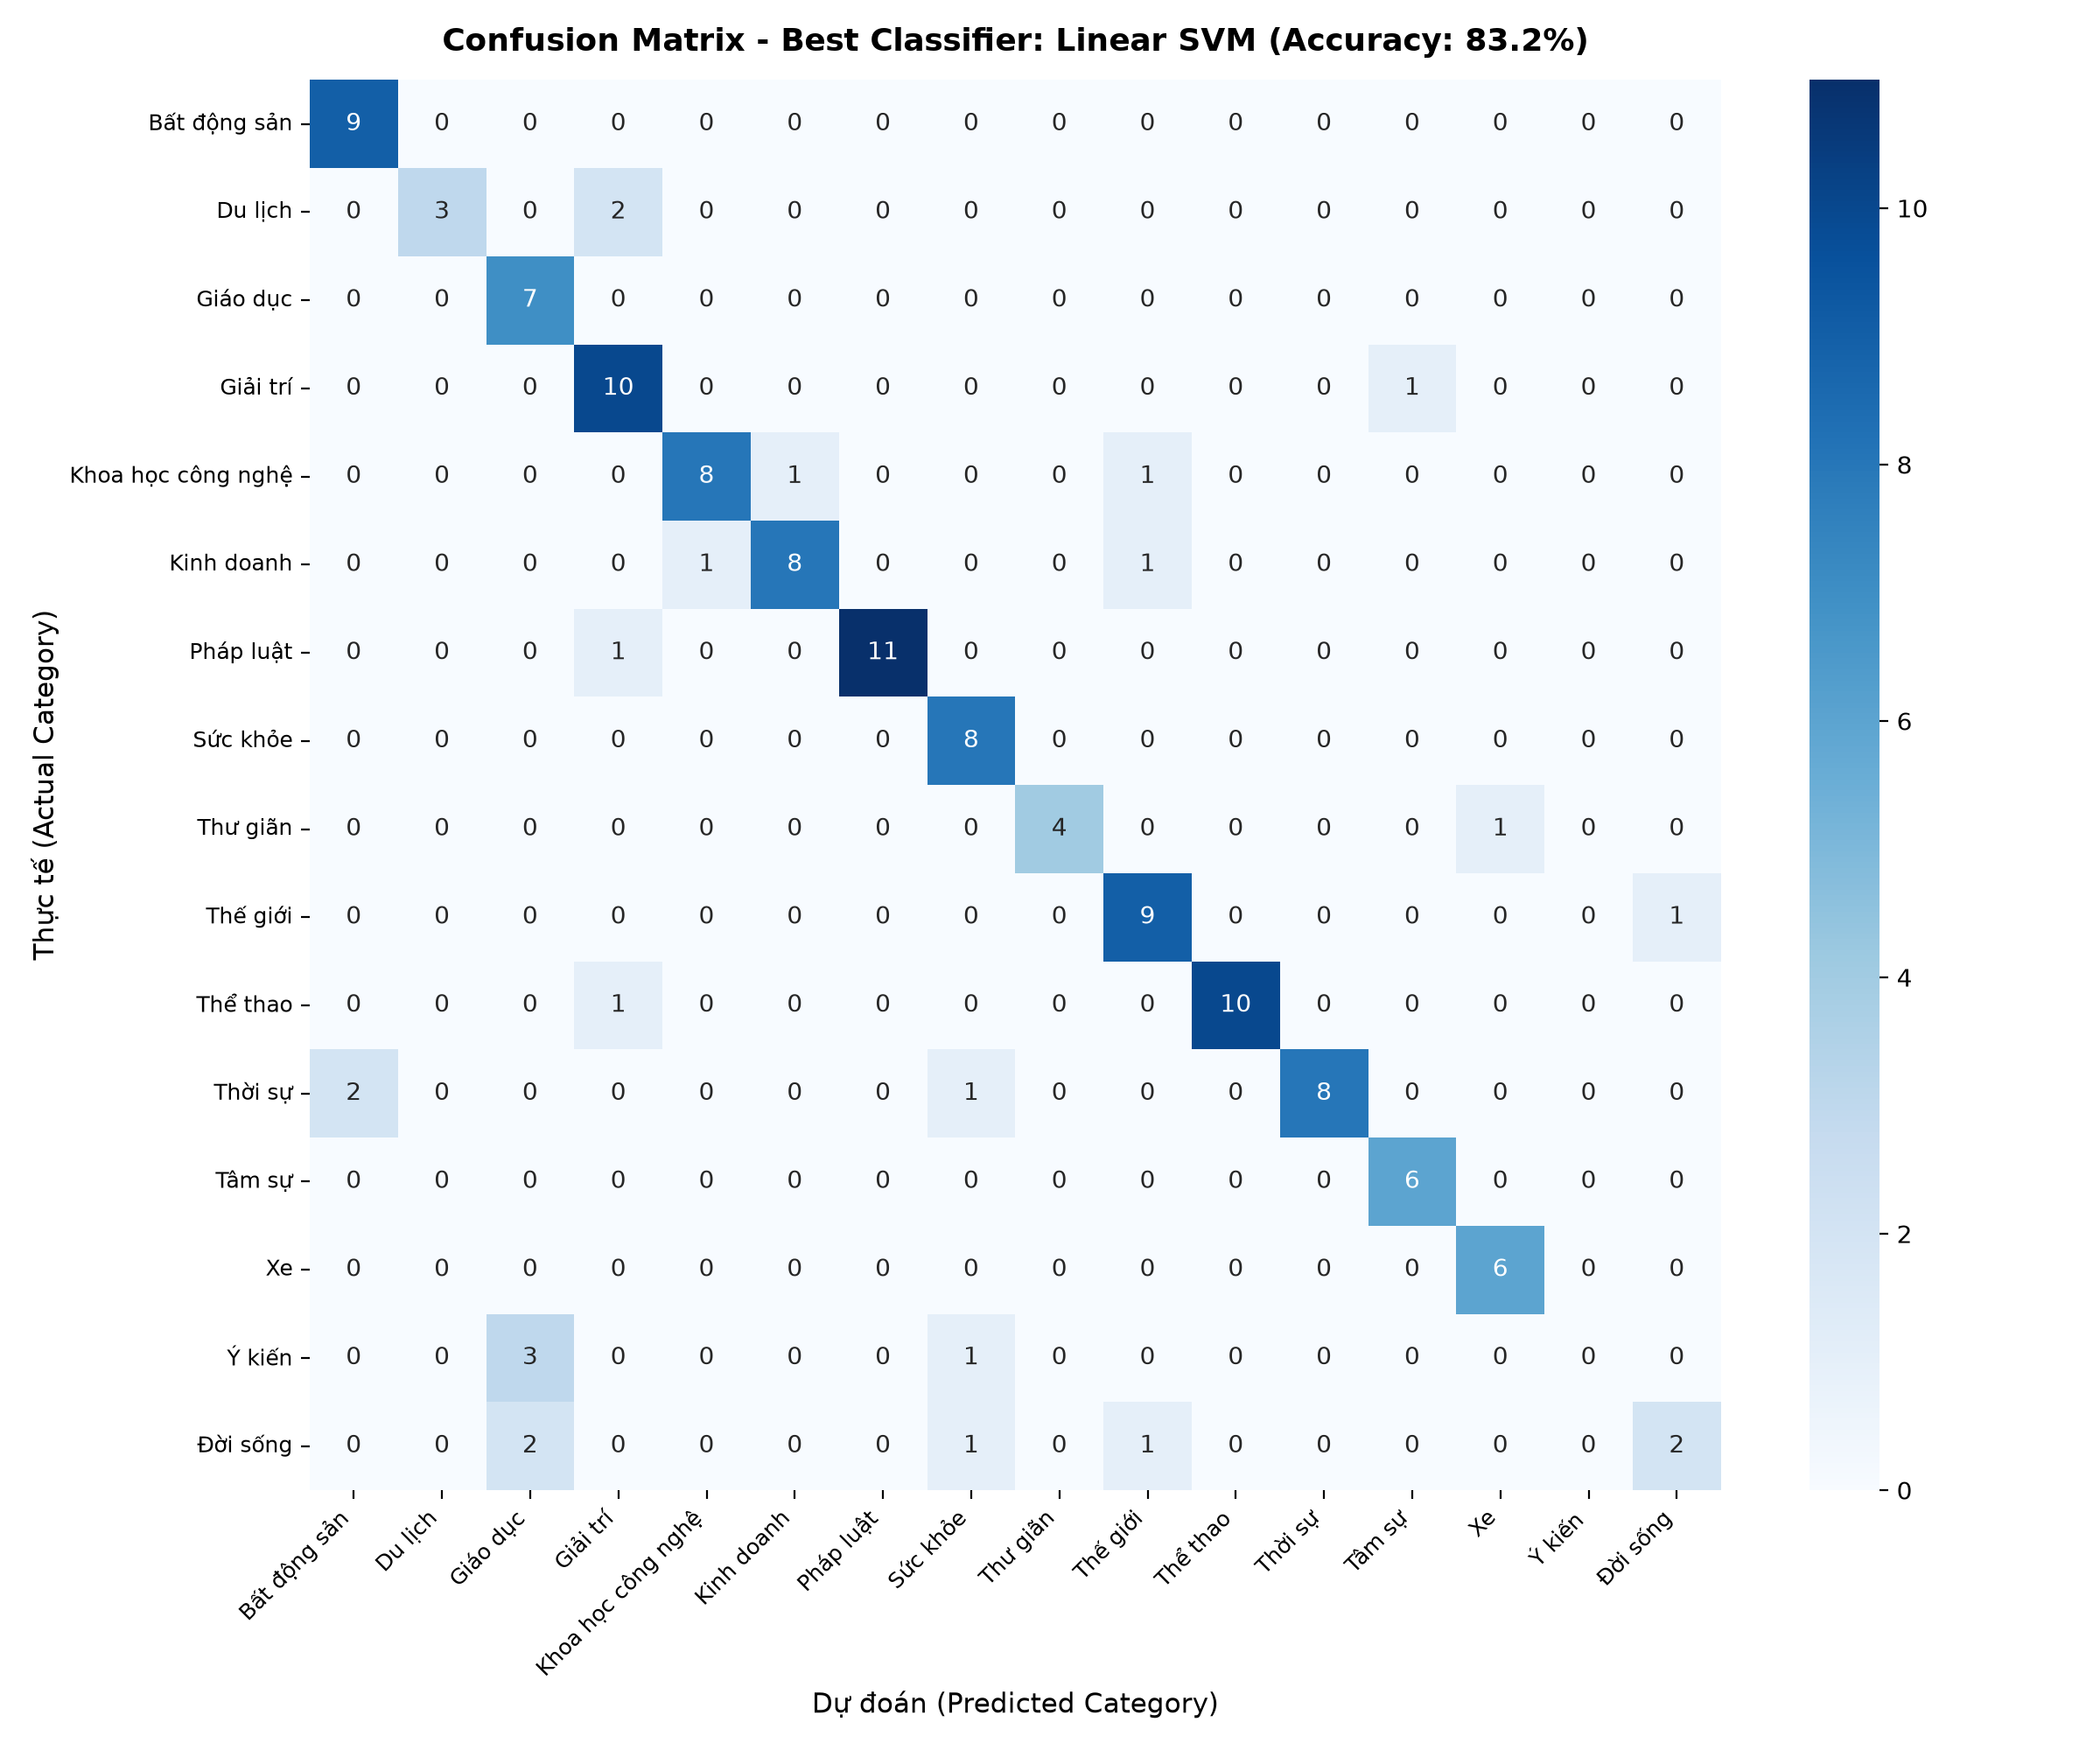 Confusion Matrix - Best Classifier: Linear SVM (Accuracy: 83.2%)
Thực tế (Actual Category)
Bất động sản 9 0 0 0 0 0 0 0 0 0 0 0 0 0 0 0
Du lịch 0 3 0 2 0 0 0 0 0 0 0 0 0 0 0 0
Giáo dục 0 0 7 0 0 0 0 0 0 0 0 0 0 0 0 0
Giải trí 0 0 0 10 0 0 0 0 0 0 0 0 1 0 0 0
Khoa học công nghệ 0 0 0 0 8 1 0 0 0 1 0 0 0 0 0 0
Kinh doanh 0 0 0 0 1 8 0 0 0 1 0 0 0 0 0 0
Pháp luật 0 0 0 1 0 0 11 0 0 0 0 0 0 0 0 0
Sức khỏe 0 0 0 0 0 0 0 8 0 0 0 0 0 0 0 0
Thư giãn 0 0 0 0 0 0 0 0 4 0 0 0 0 1 0 0
Thế giới 0 0 0 0 0 0 0 0 0 9 0 0 0 0 0 1
Thể thao 0 0 0 1 0 0 0 0 0 0 10 0 0 0 0 0
Thời sự 2 0 0 0 0 0 0 1 0 0 0 8 0 0 0 0
Tâm sự 0 0 0 0 0 0 0 0 0 0 0 0 6 0 0 0
Xe 0 0 0 0 0 0 0 0 0 0 0 0 0 6 0 0
Ý kiến 0 0 3 0 0 0 0 1 0 0 0 0 0 0 0 0
Đời sống 0 0 2 0 0 0 0 1 0 1 0 0 0 0 0 2
Bất động sản
Du lịch
Giáo dục
Giải trí
Khoa học công nghệ
Kinh doanh
Pháp luật
Sức khỏe
Thư giãn
Thế giới
Thể thao
Thời sự
Tâm sự
Xe
Ý kiến
Đời sống
Dự đoán (Predicted Category)
10
8
6
4
2
0